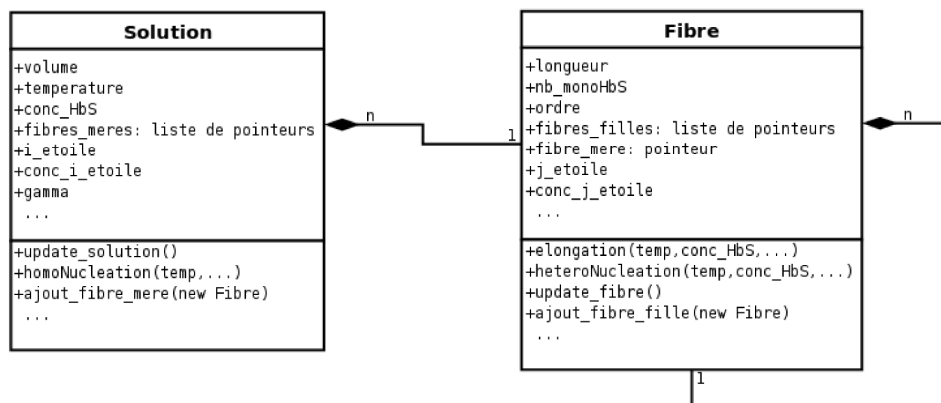 Solution
+volume
+temperature
+conc_HbS
+fibres_meres: liste de pointeurs
+i_etoile
+conc_i_etoile
+gamma
...
+update_solution()
+homoNucleation(temp,...)
+ajout_fibre_mere(new Fibre)
...
n
1
Fibre
+longueur
+nb_monoHbS
+ordre
+fibres_filles: liste de pointeurs
+fibre_mere: pointeur
+j_etoile
+conc_j_etoile
...
+elongation(temp,conc_HbS,...)
+heteroNucleation(temp,conc_HbS,...)
+update_fibre()
+ajout_fibre_fille(new Fibre)
...
n
1